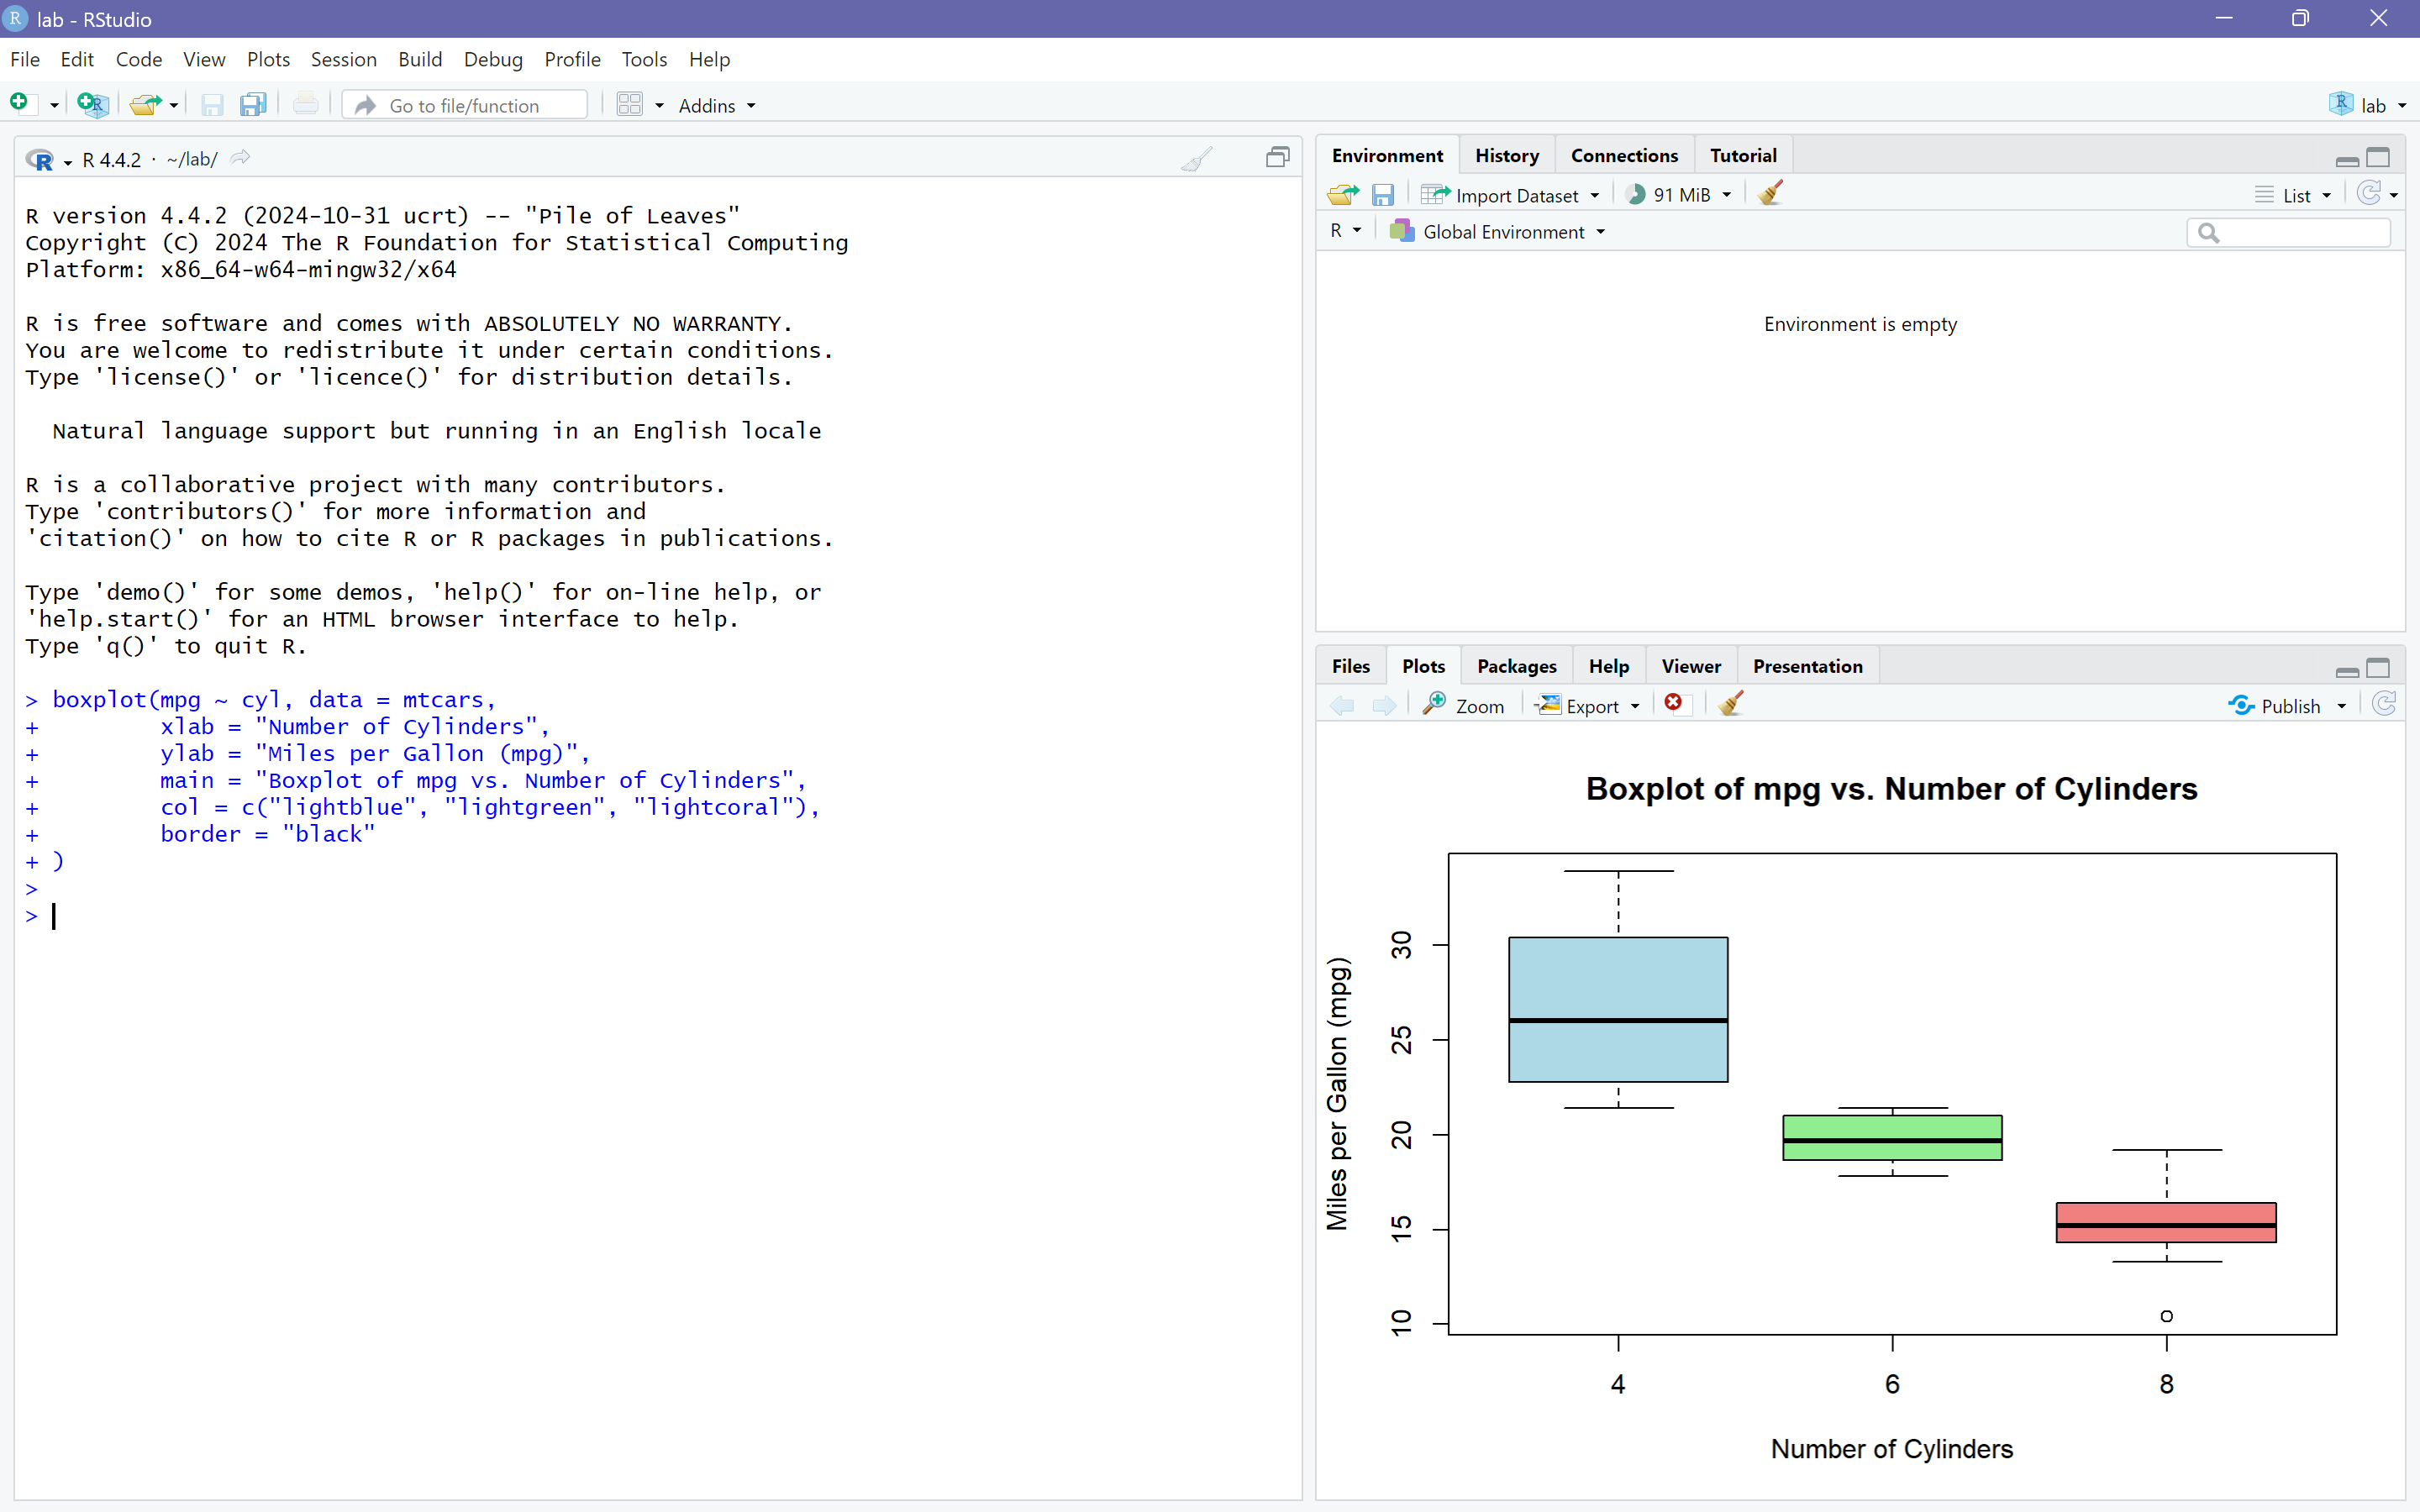 lab - RStudio
File Edit Code View Plots Session Build Debug Profile Tools Help
Go to file/function Addins lab
R 4.4.2 · ~/lab/
R version 4.4.2 (2024-10-31 ucrt) -- "Pile of Leaves"
Copyright (C) 2024 The R Foundation for Statistical Computing
Platform: x86_64-w64-mingw32/x64
R is free software and comes with ABSOLUTELY NO WARRANTY.
You are welcome to redistribute it under certain conditions.
Type 'license()' or 'licence()' for distribution details.
Natural language support but running in an English locale
R is a collaborative project with many contributors.
Type 'contributors()' for more information and
'citation()' on how to cite R or R packages in publications.
Type 'demo()' for some demos, 'help()' for on-line help, or
'help.start()' for an HTML browser interface to help.
Type 'q()' to quit R.
> boxplot(mpg ~ cyl, data = mtcars,
+         xlab = "Number of Cylinders",
+         ylab = "Miles per Gallon (mpg)",
+         main = "Boxplot of mpg vs. Number of Cylinders",
+         col = c("lightblue", "lightgreen", "lightcoral"),
+         border = "black"
+ )
>
>
Environment History Connections Tutorial
Import Dataset 91 MiB List
R Global Environment
Environment is empty
Files Plots Packages Help Viewer Presentation
Zoom Export Publish
Boxplot of mpg vs. Number of Cylinders
Miles per Gallon (mpg)
30
25
20
15
10
4 6 8
Number of Cylinders